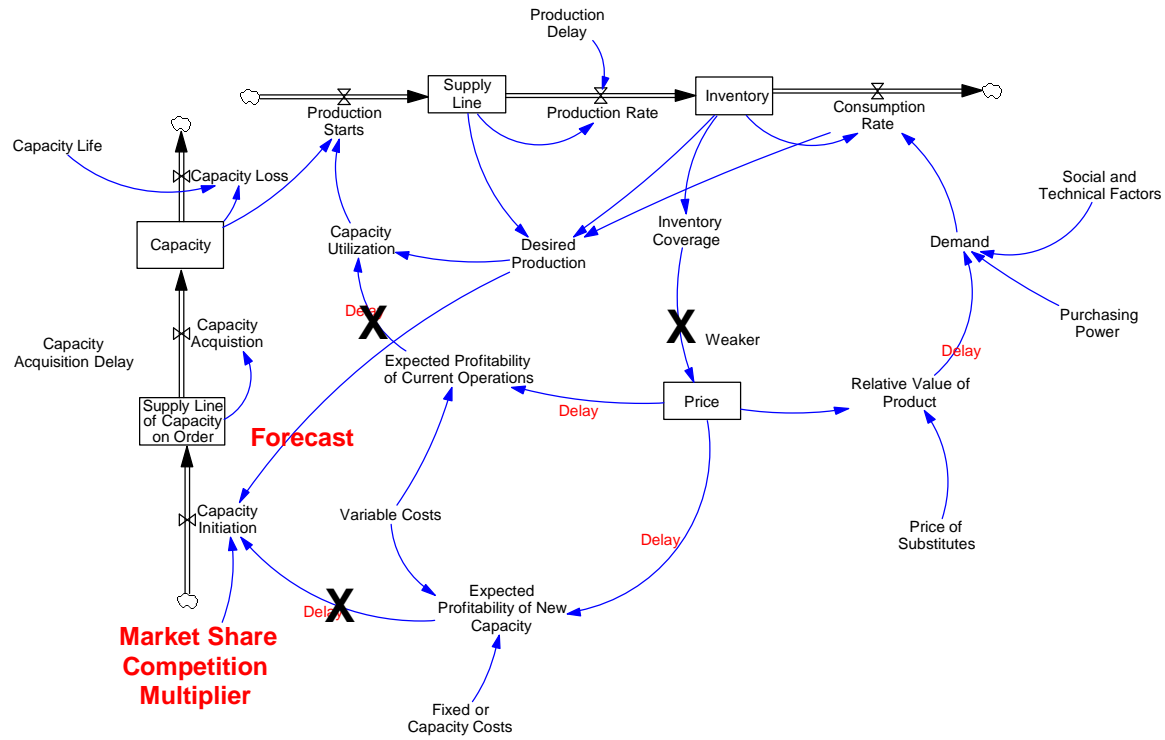 Production
Delay
Supply
Line
Inventory
Production
Starts
Production Rate
Consumption
Rate
Capacity Life
Capacity Loss
Social and
Technical Factors
Capacity
Capacity
Utilization
Desired
Production
Inventory
Coverage
Demand
Delay
X
X
Weaker
Purchasing
Power
Capacity
Acquistion
Capacity
Acquisition Delay
Delay
Expected Profitability
of Current Operations
Relative Value of
Product
Supply Line
of Capacity
on Order
Delay
Price
Forecast
Capacity
Initiation
Variable Costs
Delay
Price of
Substitutes
Delay
X
Expected
Profitability of New
Capacity
Market Share
Competition
Multiplier
Fixed or
Capacity Costs